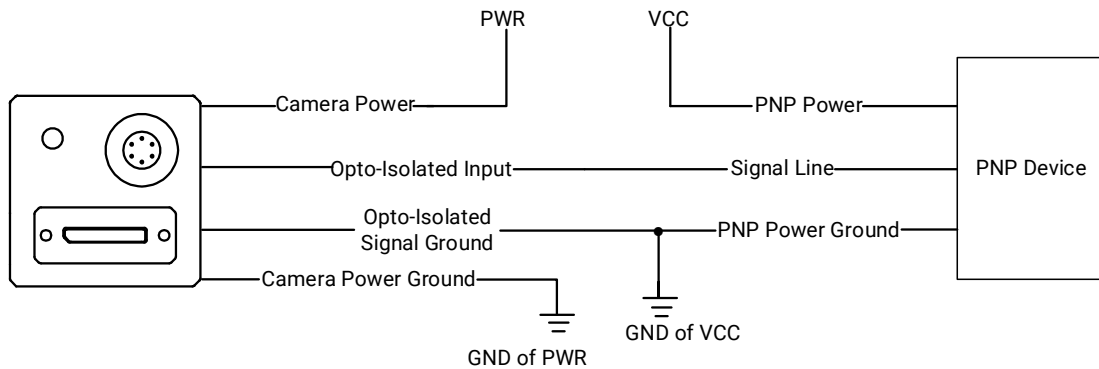 PWR
VCC
Camera Power
PNP Power
Opto-Isolated Input
Signal Line
PNP Device
Opto-Isolated
Signal Ground
PNP Power Ground
Camera Power Ground
GND of VCC
GND of PWR